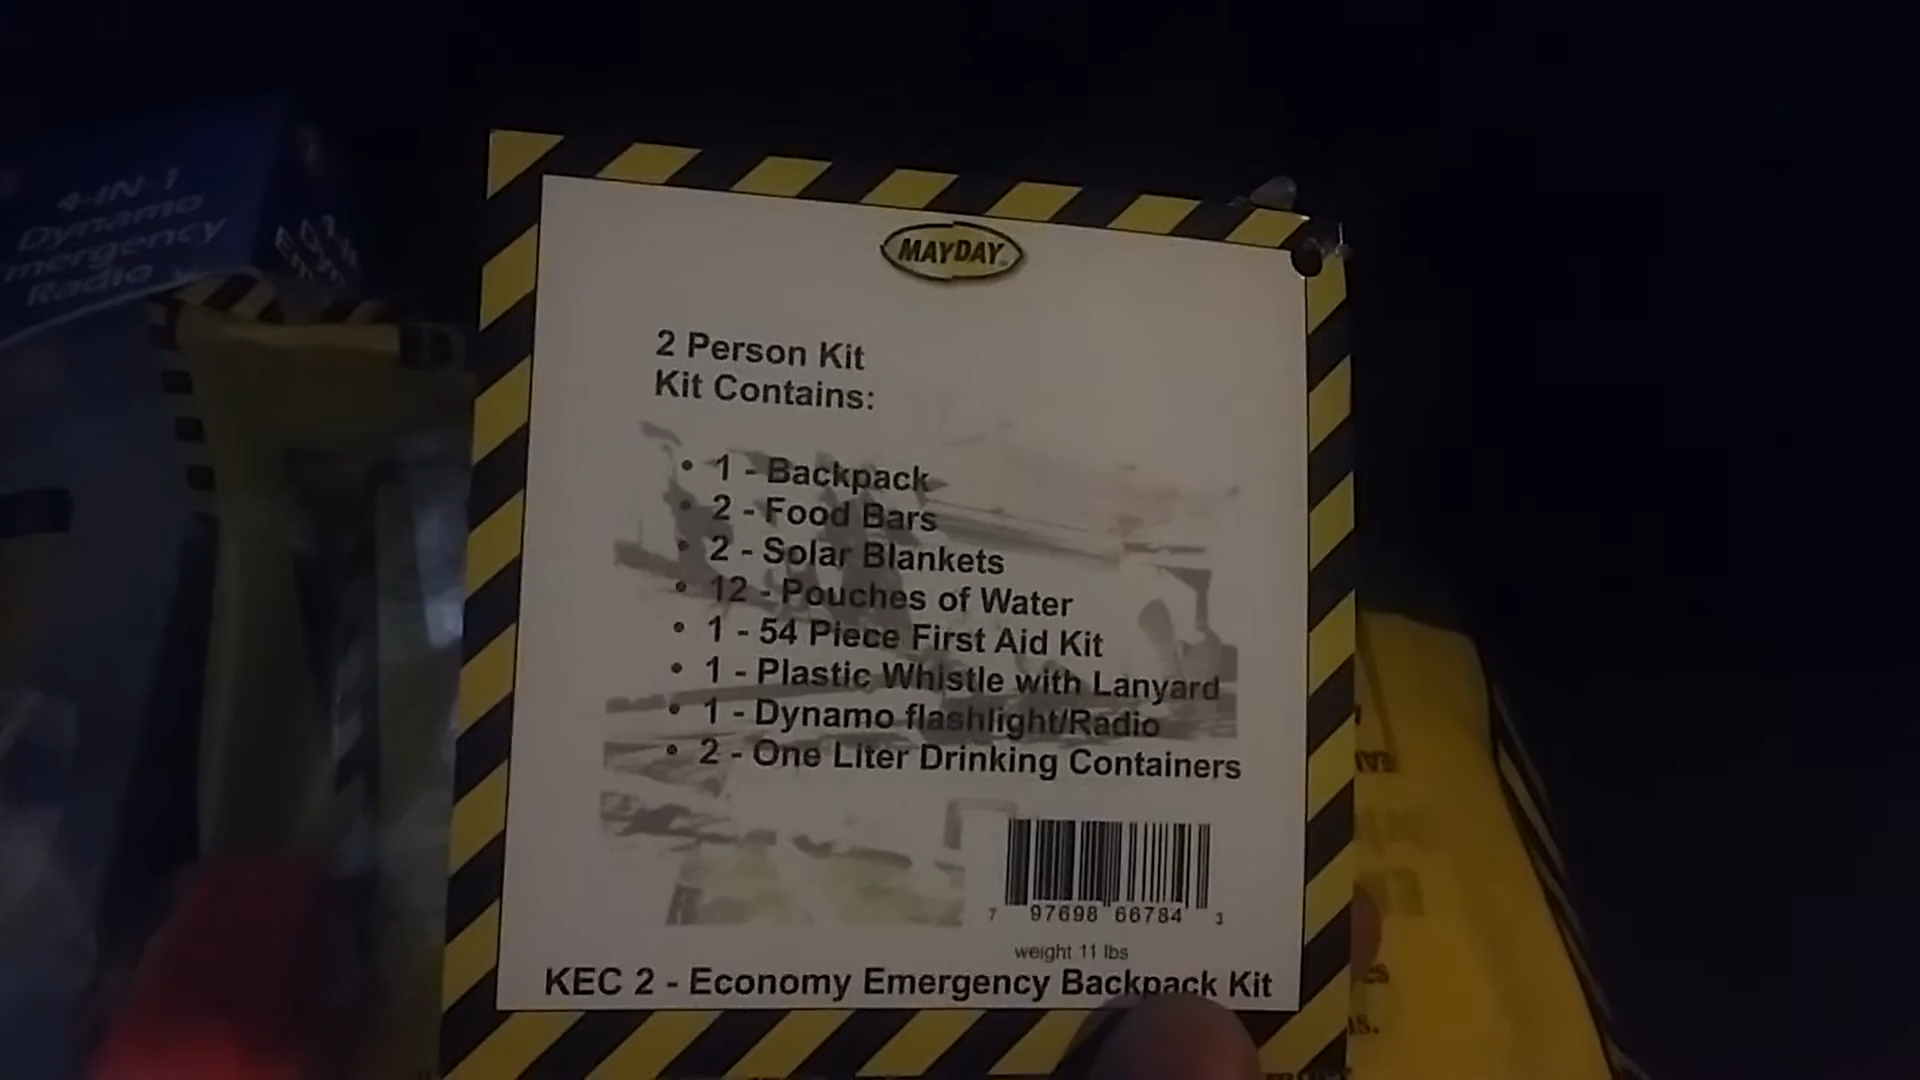 4-IN-1
Dynamo
Radio
MAYDAY
2 Person Kit
Kit Contains:
• 1 - Backpack
• 2 - Food Bars
• 2 - Solar Blankets
• 12 - Pouches of Water
• 1 - 54 Piece First Aid Kit
• 1 - Plastic Whistle with Lanyard
• 1 - Dynamo flashlight/Radio
• 2 - One Liter Drinking Containers
7 97698 66784 3
weight 11 lbs
KEC 2 - Economy Emergency Backpack Kit